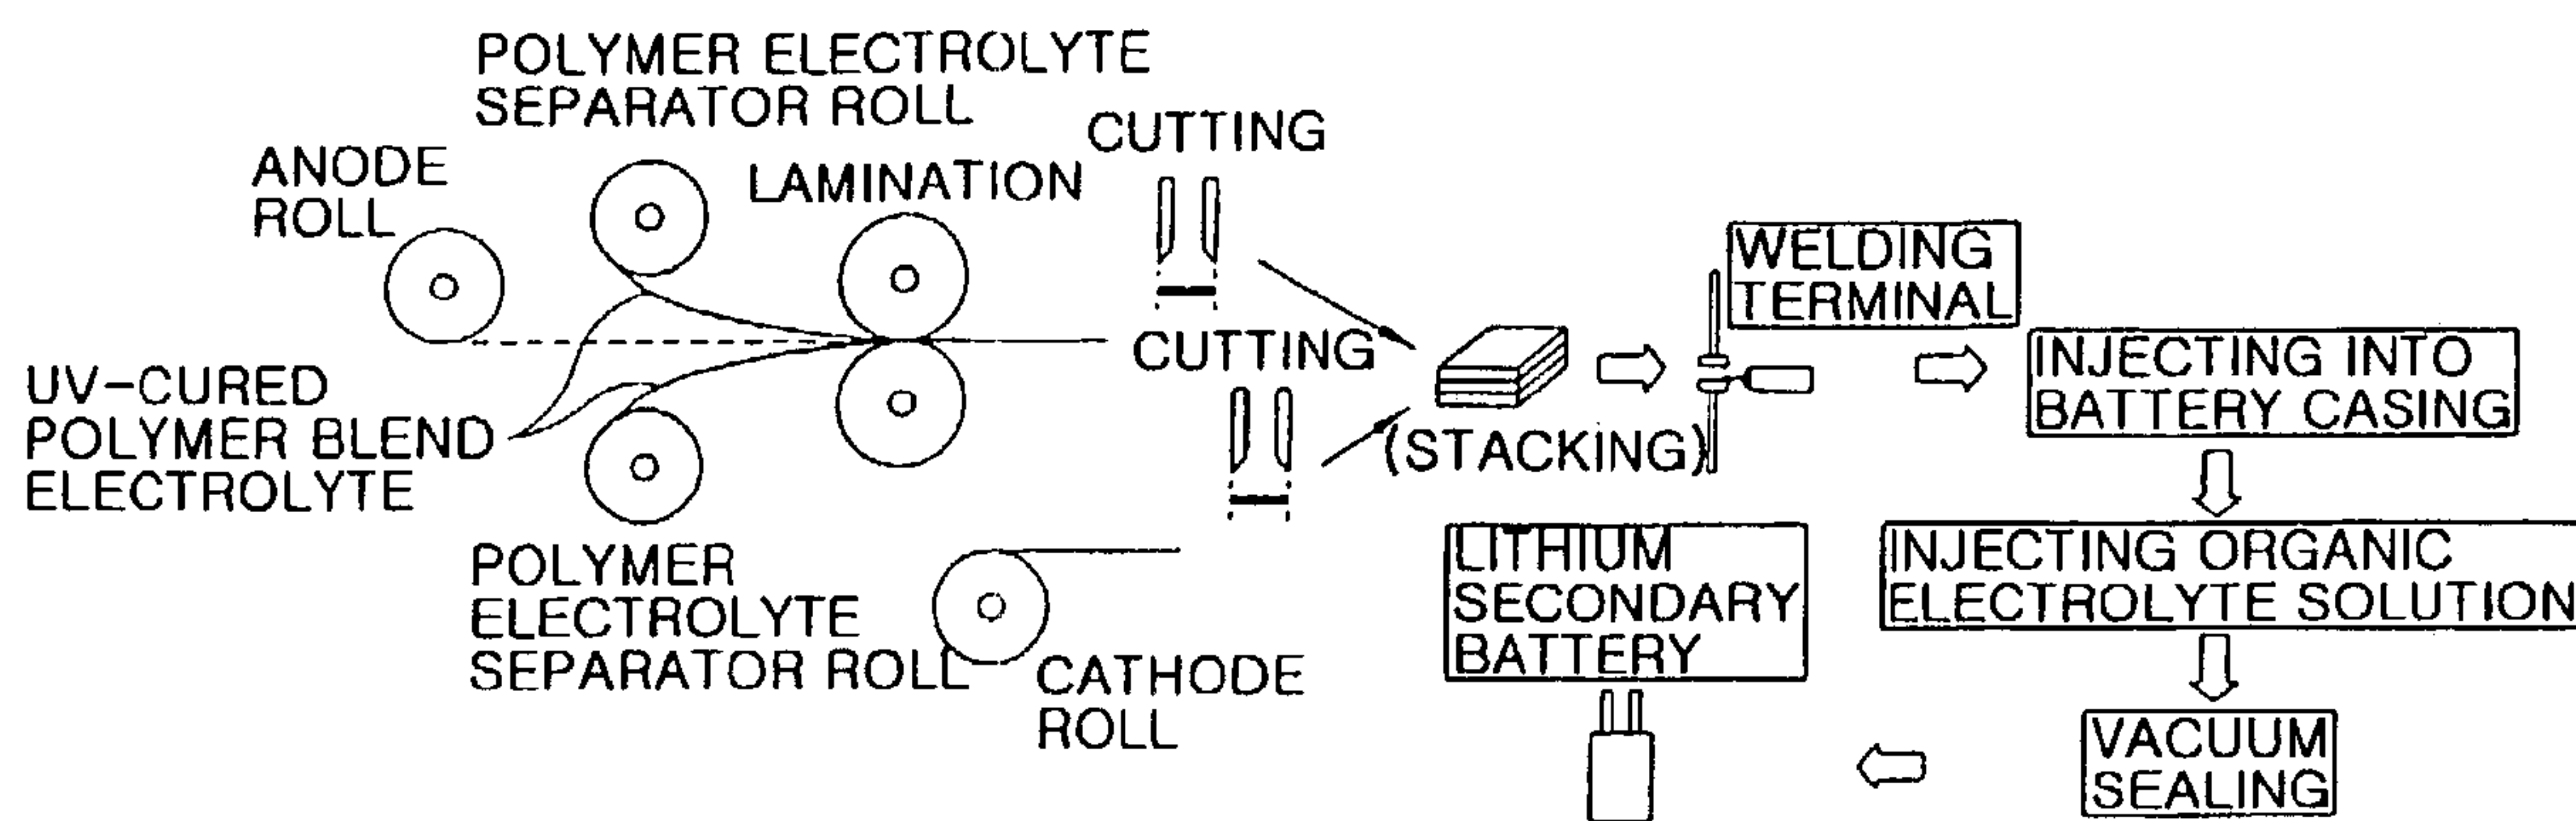 POLYMER ELECTROLYTE
SEPARATOR ROLL
ANODE
ROLL
LAMINATION
CUTTING
UV-CURED
POLYMER BLEND
ELECTROLYTE
CUTTING
POLYMER
ELECTROLYTE
SEPARATOR ROLL
CATHODE
ROLL
(STACKING)
WELDING
TERMINAL
INJECTING INTO
BATTERY CASING
INJECTING ORGANIC
ELECTROLYTE SOLUTION
VACUUM
SEALING
LITHIUM
SECONDARY
BATTERY